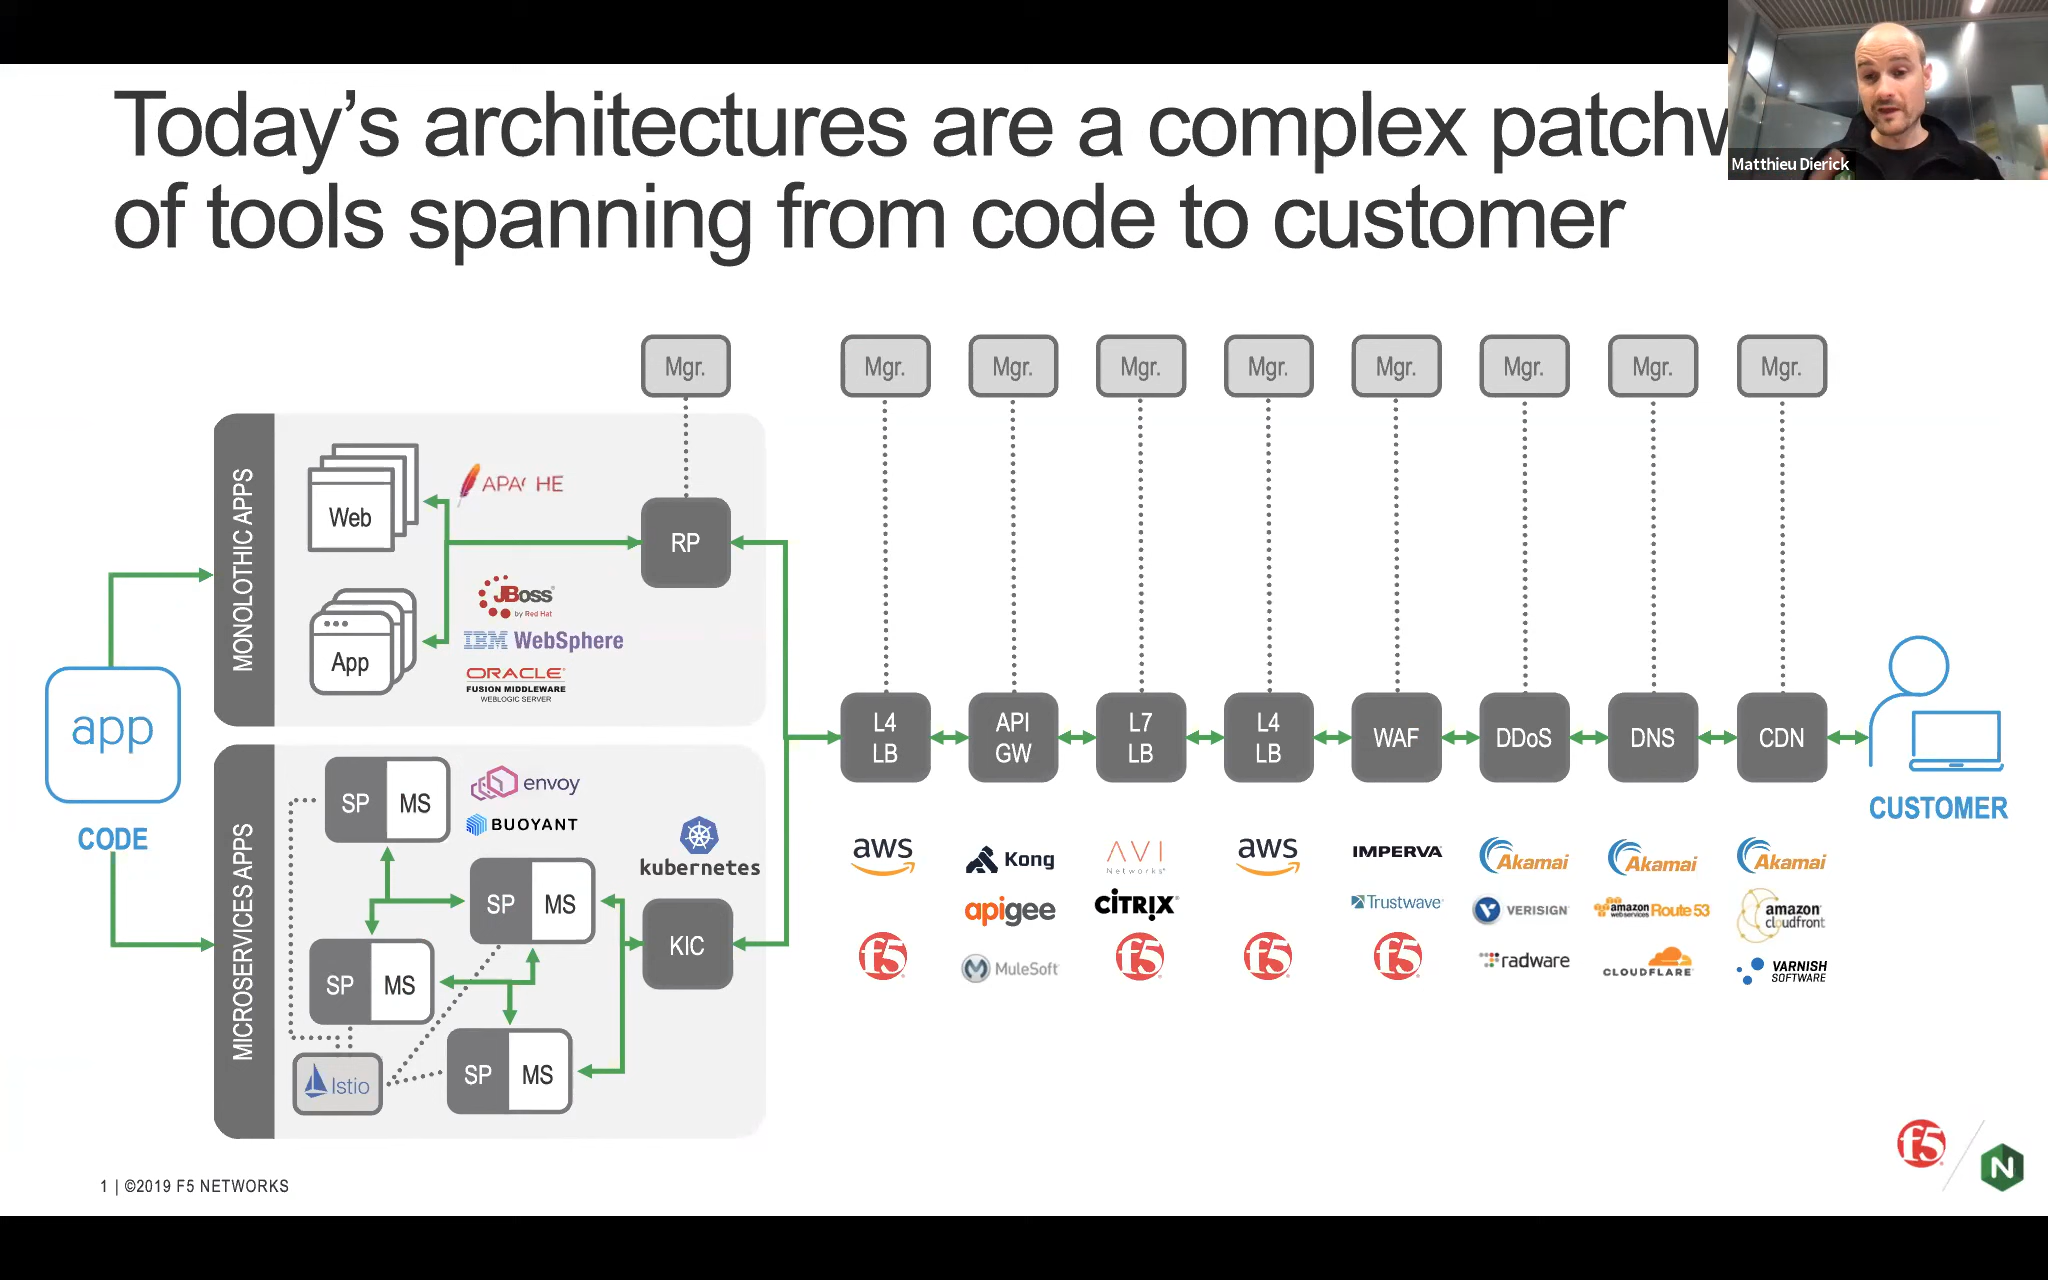 Today's architectures are a complex
of tools spanning from code to customer
Matthieu Dierick
Mgr.
Mgr.
Mgr.
Mgr.
Mgr.
Mgr.
Mgr.
Mgr.
Mgr.
MONOLOTHIC APPS
Web
APACHE
RP
JBoss
by Red Hat
IBM WebSphere
ORACLE
FUSION MIDDLEWARE
WEBLOGIC SERVER
App
app
CODE
MICROSERVICES APPS
SP MS
envoy
BUOYANT
kubernetes
SP MS
KIC
SP MS
SP MS
Istio
L4
LB
API
GW
L7
LB
L4
LB
WAF
DDoS
DNS
CDN
CUSTOMER
aws
f5
Kong
apigee
MuleSoft
AVI
Networks
CITRIX
f5
aws
f5
IMPERVA
Trustwave
f5
Akamai
VERISIGN
radware
Akamai
amazon
webservices Route 53
CLOUDFLARE
Akamai
amazon
cloudfront
VARNISH
SOFTWARE
1 | ©2019 F5 NETWORKS
f5
N